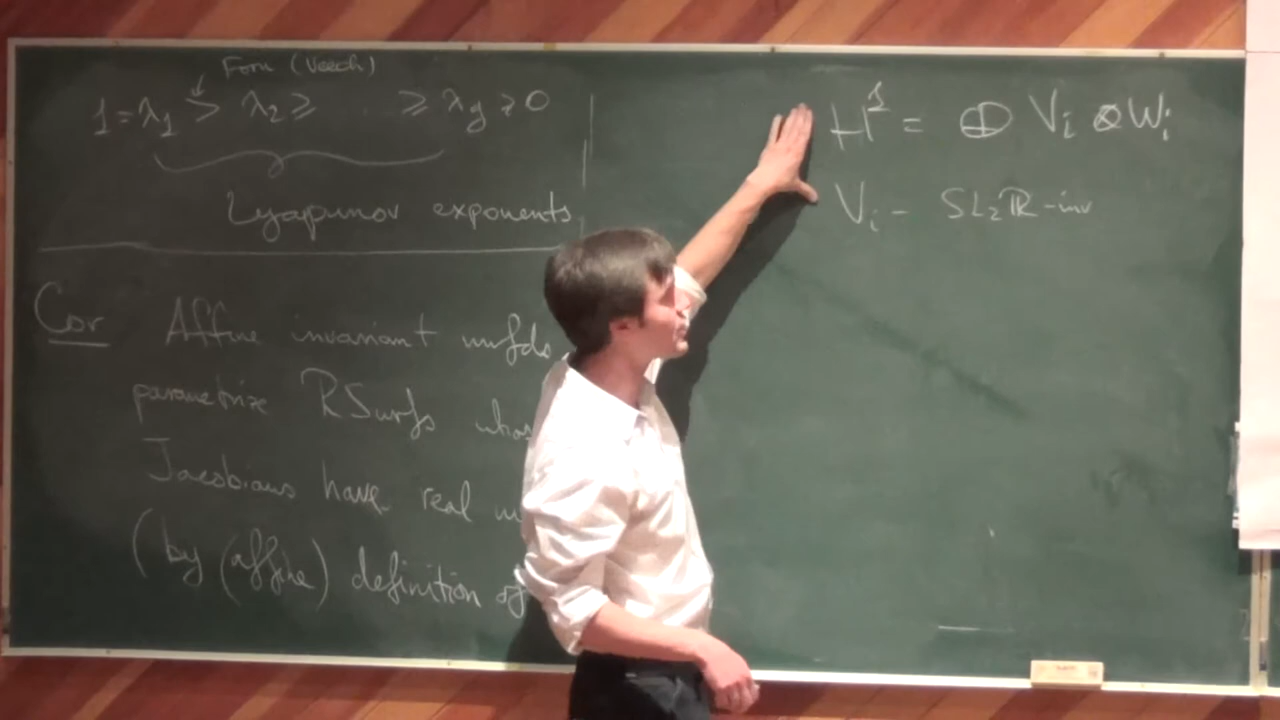 Forni (Veech)
1 = λ₁ > λ₂ ≥ . . ≥ λg ≥ 0
Lyapunov exponents
Cor Affine invariant mfds
parametrize RSurfs
Jacobians have real
(by (affine) definition of
H¹ = ⊕ Vᵢ ⊗ Wᵢ
Vᵢ - SL₂ℝ-inv